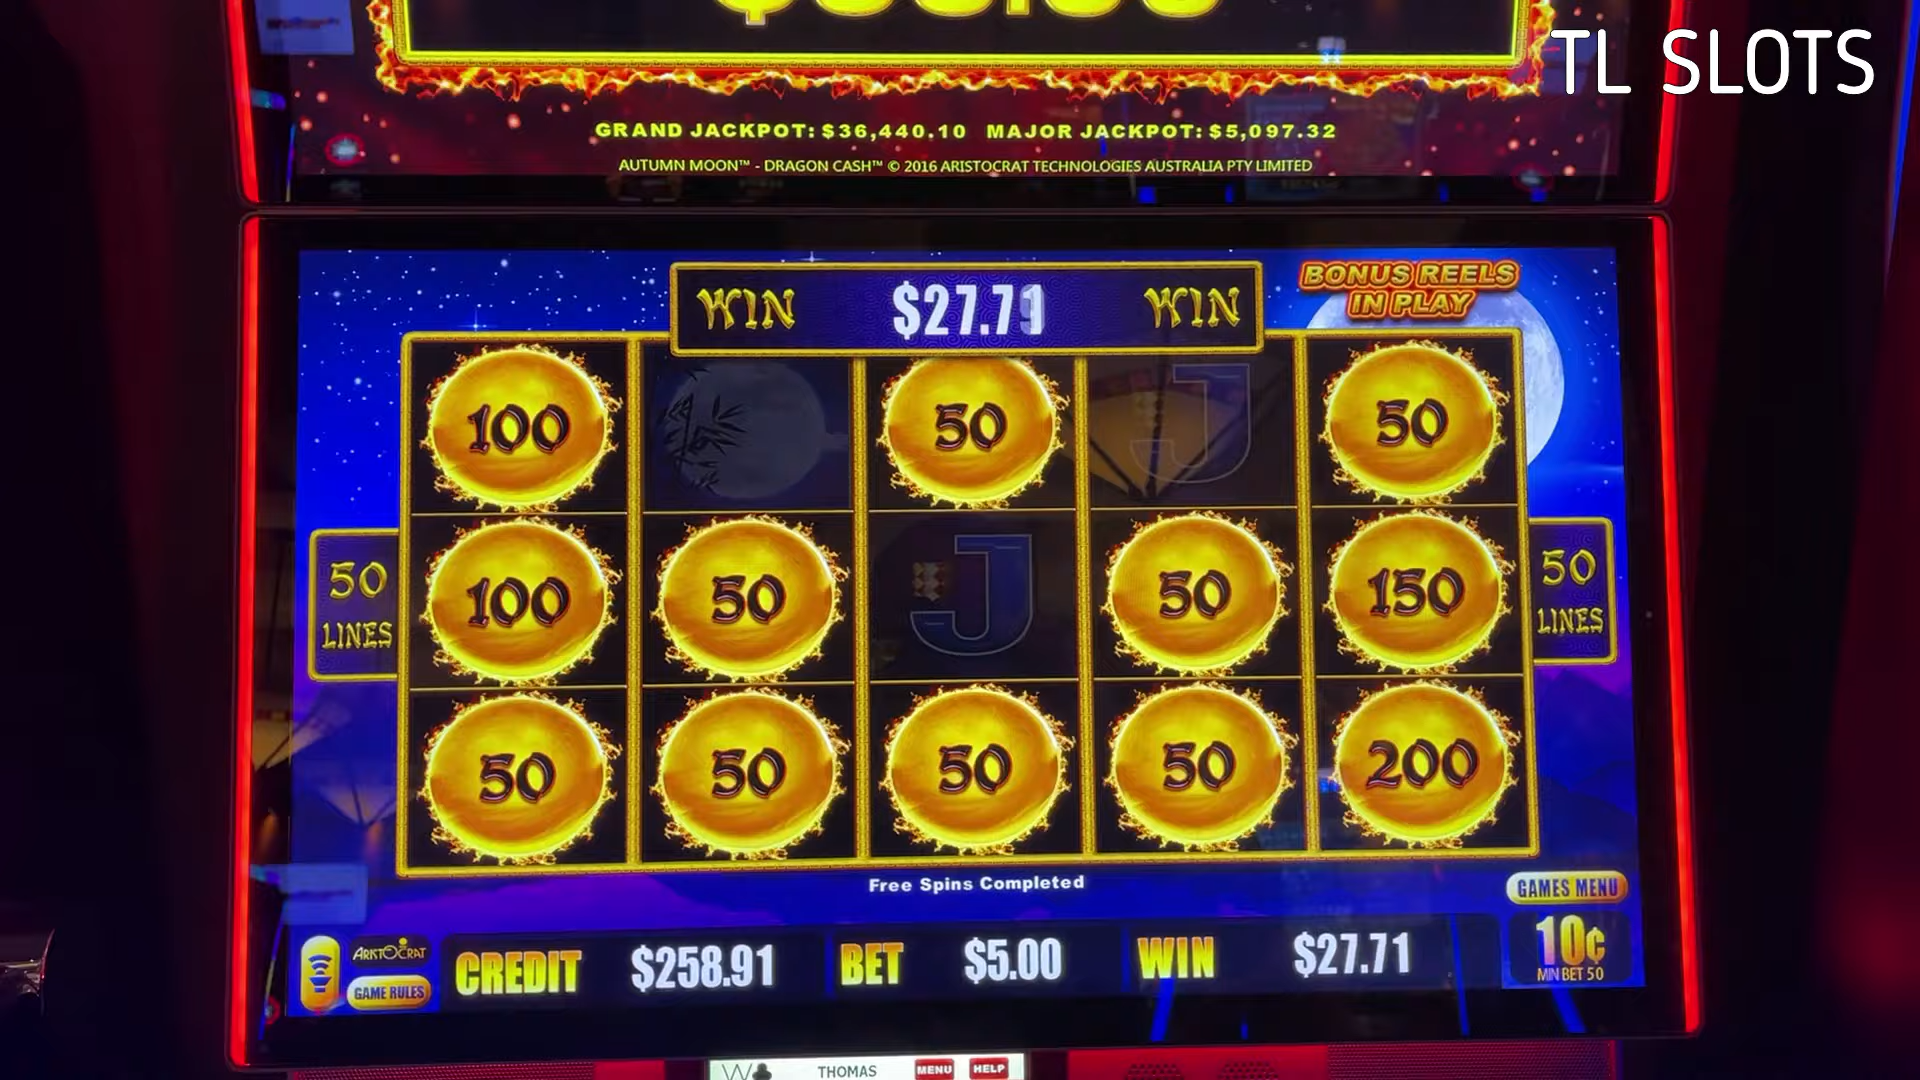 TL SLOTS
GRAND JACKPOT: $36,440.10 MAJOR JACKPOT: $5,097.32
AUTUMN MOON™ - DRAGON CASH™ © 2016 ARISTOCRAT TECHNOLOGIES AUSTRALIA PTY LIMITED
WIN $27.71 WIN
BONUS REELS
IN PLAY
100 50 J 50
50
LINES
100 50 J 50 150
50
LINES
50 50 50 50 200
Free Spins Completed
GAMES MENU
ARISTOCRAT
GAME RULES
CREDIT $258.91 BET $5.00 WIN $27.71
10¢
MIN BET 50
W THOMAS MENU HELP